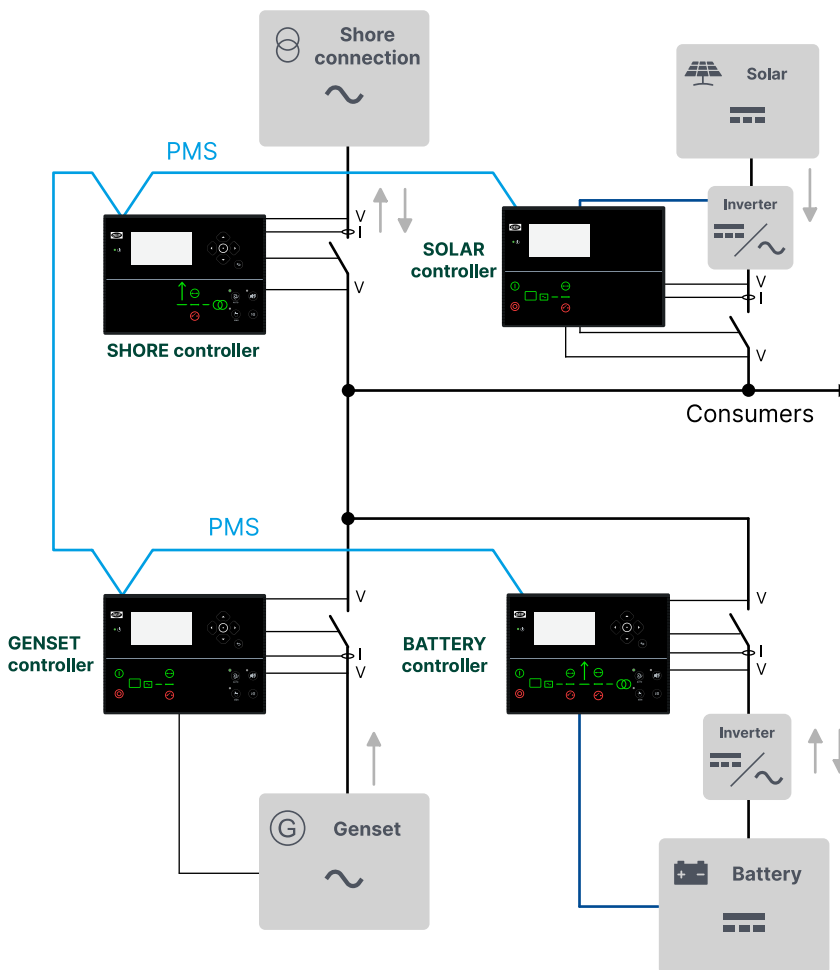 Shore
connection
Solar
PMS
V
I
Inverter
SOLAR
controller
V
I
V
SHORE controller
V
Consumers
PMS
V
V
GENSET
controller
I
V
BATTERY
controller
I
V
Inverter
G
Genset
Battery